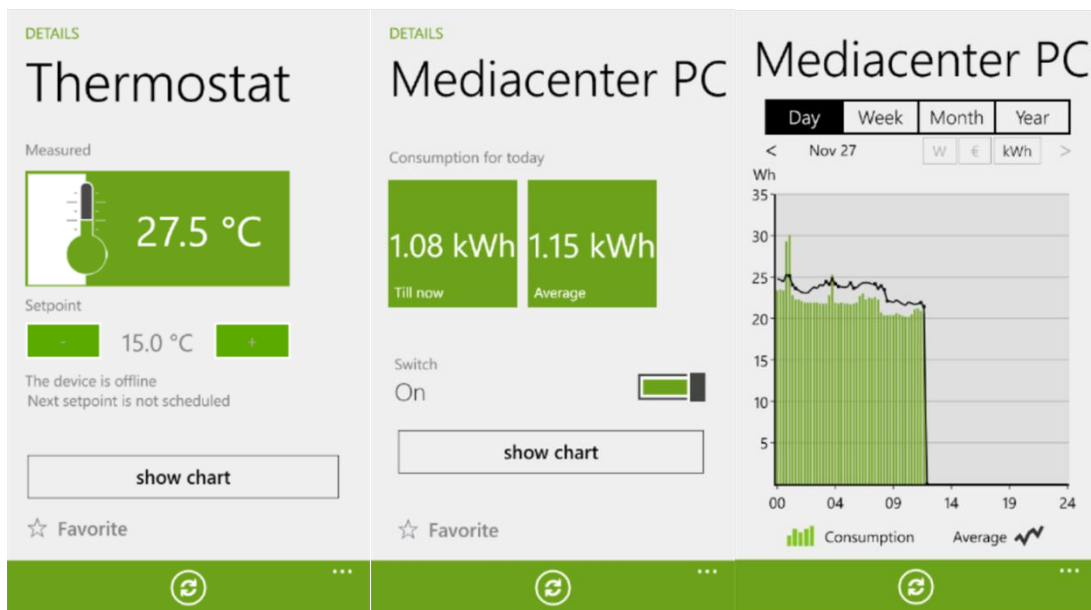 DETAILS
Thermostat
Measured
27.5 °C
Setpoint
- 15.0 °C +
The device is offline
Next setpoint is not scheduled
show chart
Favorite
...
DETAILS
Mediacenter PC
Consumption for today
1.08 kWh
Till now
1.15 kWh
Average
Switch
On
show chart
Favorite
...
Mediacenter PC
Day Week Month Year
< Nov 27 W € kWh >
Wh
35
30
25
20
15
10
5
00 04 09 14 19 24
Consumption Average
...